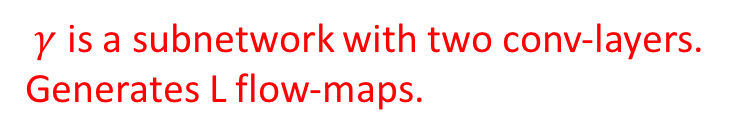 γ is a subnetwork with two conv-layers.
Generates L flow-maps.